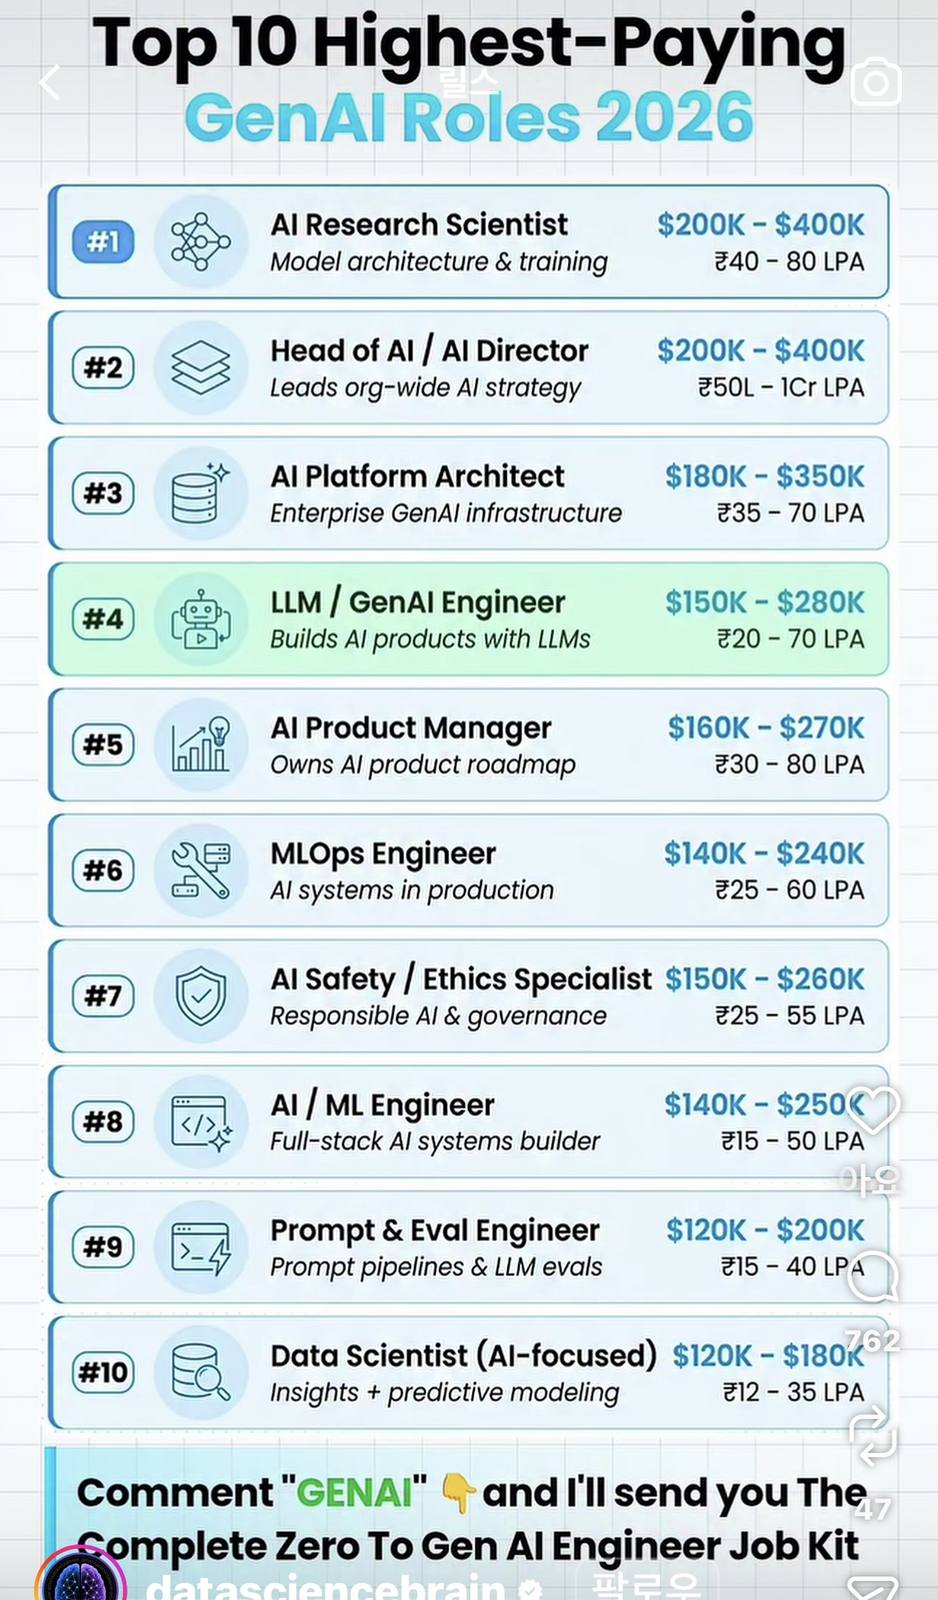 Top 10 Highest-Paying
릴스
GenAI Roles 2026
#1
AI Research Scientist
$200K - $400K
Model architecture & training
₹40 - 80 LPA
#2
Head of AI / AI Director
$200K - $400K
Leads org-wide AI strategy
₹50L - 1Cr LPA
#3
AI Platform Architect
$180K - $350K
Enterprise GenAI infrastructure
₹35 - 70 LPA
#4
LLM / GenAI Engineer
$150K - $280K
Builds AI products with LLMs
₹20 - 70 LPA
#5
AI Product Manager
$160K - $270K
Owns AI product roadmap
₹30 - 80 LPA
#6
MLOps Engineer
$140K - $240K
AI systems in production
₹25 - 60 LPA
#7
AI Safety / Ethics Specialist
$150K - $260K
Responsible AI & governance
₹25 - 55 LPA
#8
AI / ML Engineer
$140K - $250K
Full-stack AI systems builder
₹15 - 50 LPA
아요
#9
Prompt & Eval Engineer
$120K - $200K
Prompt pipelines & LLM evals
₹15 - 40 LPA
762
#10
Data Scientist (AI-focused)
$120K - $180K
Insights + predictive modeling
₹12 - 35 LPA
Comment "GENAI" 👇 and I'll send you The
47
Complete Zero To Gen AI Engineer Job Kit
datasciencebrain
팔로우